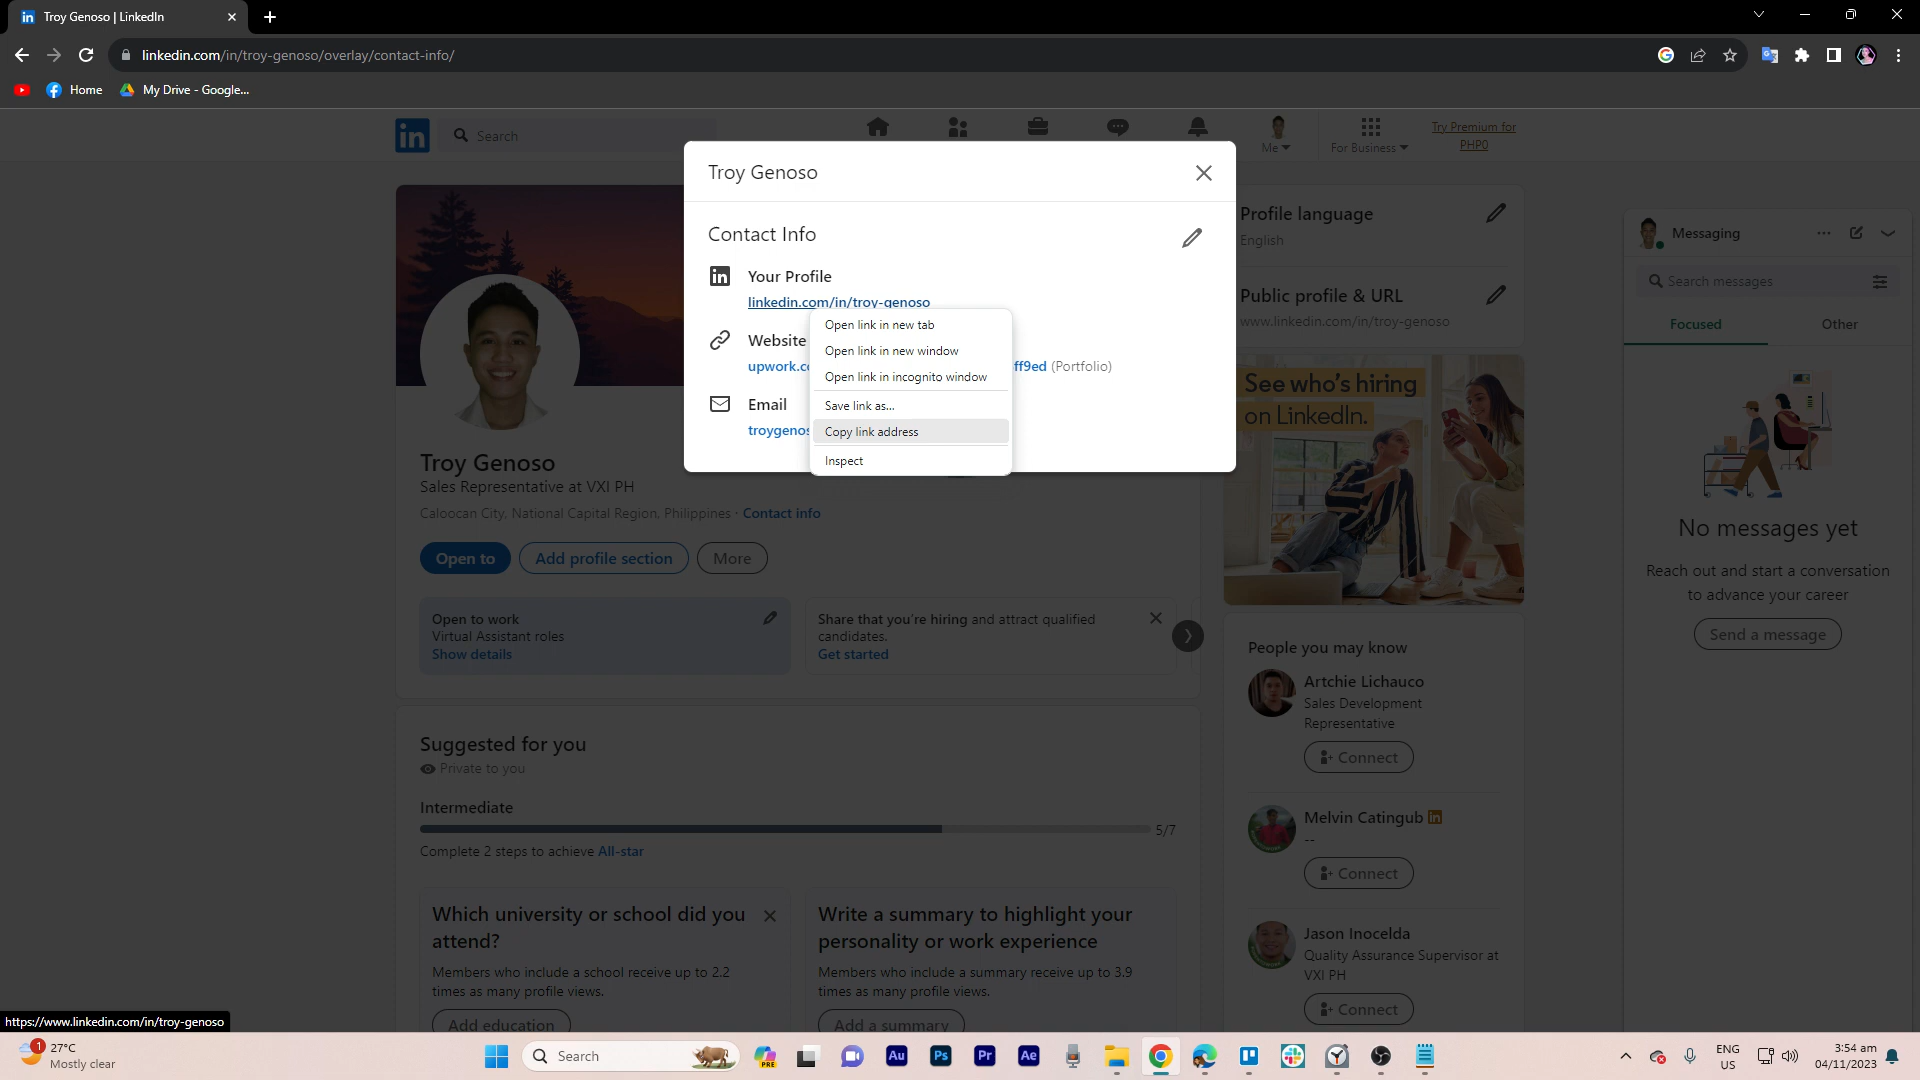 Troy Genoso | LinkedIn
linkedin.com/in/troy-genoso/overlay/contact-info/
Home
My Drive - Google...
in
Search
Me
For Business
Try Premium for
PHP0
Troy Genoso
Contact Info
Your Profile
linkedin.com/in/troy-genoso
Website
upwork.c
ff9ed (Portfolio)
Email
troygenos
Open link in new tab
Open link in new window
Open link in incognito window
Save link as...
Copy link address
Inspect
Troy Genoso
Sales Representative at VXI PH
Caloocan City, National Capital Region, Philippines · Contact info
Open to
Add profile section
More
Open to work
Virtual Assistant roles
Show details
Share that you're hiring and attract qualified
candidates.
Get started
Suggested for you
Private to you
Intermediate
5/7
Complete 2 steps to achieve All-star
Which university or school did you
attend?
Members who include a school receive up to 2.2
times as many profile views.
Add education
Write a summary to highlight your
personality or work experience
Members who include a summary receive up to 3.9
times as many profile views.
Add a summary
Profile language
English
Public profile & URL
www.linkedin.com/in/troy-genoso
See who's hiring
on LinkedIn.
People you may know
Artchie Lichauco
Sales Development
Representative
Connect
Melvin Catingub in
--
Connect
Jason Inocelda
Quality Assurance Supervisor at
VXI PH
Connect
Messaging
Search messages
Focused
Other
No messages yet
Reach out and start a conversation
to advance your career
Send a message
https://www.linkedin.com/in/troy-genoso
1
27°C
Mostly clear
Search
PRE
Au
Ps
Pr
Ae
ENG
US
3:54 am
04/11/2023